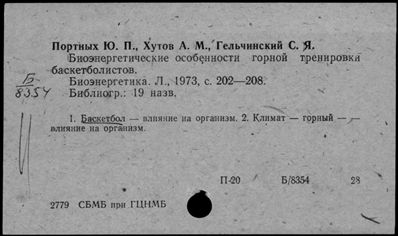 Портных Ю. П., Хутов А. М., Гельчинский С. Я.
Биоэнергетические особенности горной тренировки
баскетболистов.
Биоэнергетика. Л., 1973, с. 202—208.
Библиогр.: 19 назв.
Б
8354
1. Баскетбол — влияние на организм. 2. Климат — горный — —
влияние на организм.
П-20 Б/8354 28
2779 СБМБ при ГЦНМБ